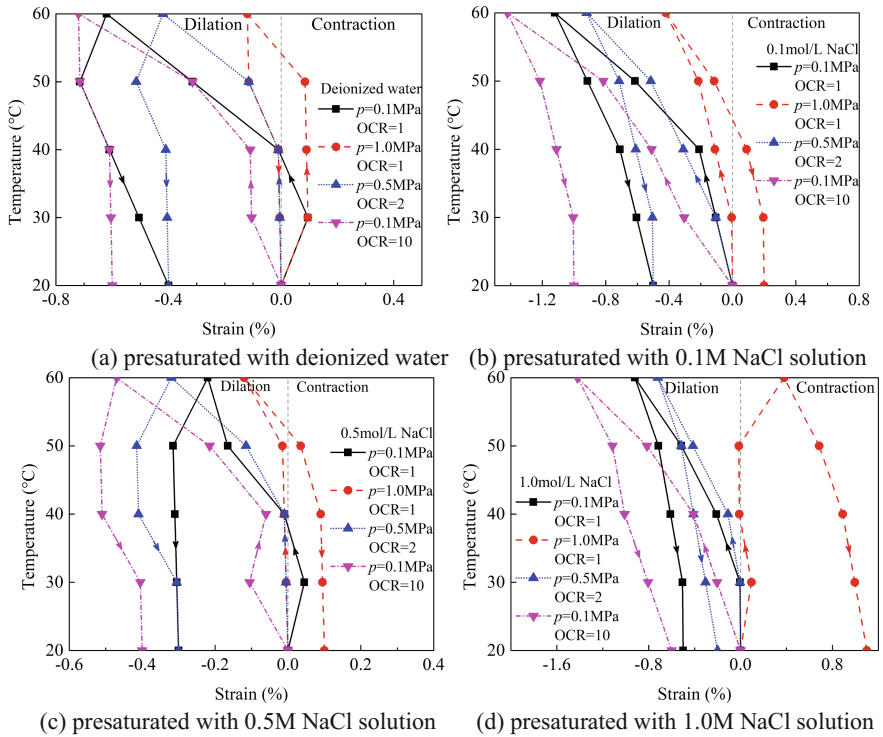 Dilation Contraction
Deionized water
p=0.1MPa
OCR=1
p=1.0MPa
OCR=1
p=0.5MPa
OCR=2
p=0.1MPa
OCR=10
Temperature (°C)
60
50
40
30
20
-0.8 -0.4 0.0 0.4
Strain (%)
(a) presaturated with deionized water
Dilation Contraction
0.1mol/L NaCl
p=0.1MPa
OCR=1
p=1.0MPa
OCR=1
p=0.5MPa
OCR=2
p=0.1MPa
OCR=10
Temperature (°C)
60
50
40
30
20
-1.2 -0.8 -0.4 0.0 0.4 0.8
Strain (%)
(b) presaturated with 0.1M NaCl solution
Dilation Contraction
0.5mol/L NaCl
p=0.1MPa
OCR=1
p=1.0MPa
OCR=1
p=0.5MPa
OCR=2
p=0.1MPa
OCR=10
Temperature (°C)
60
50
40
30
20
-0.6 -0.4 -0.2 0.0 0.2 0.4
Strain (%)
(c) presaturated with 0.5M NaCl solution
Dilation Contraction
1.0mol/L NaCl
p=0.1MPa
OCR=1
p=1.0MPa
OCR=1
p=0.5MPa
OCR=2
p=0.1MPa
OCR=10
Temperature (°C)
60
50
40
30
20
-1.6 -0.8 0.0 0.8
Strain (%)
(d) presaturated with 1.0M NaCl solution